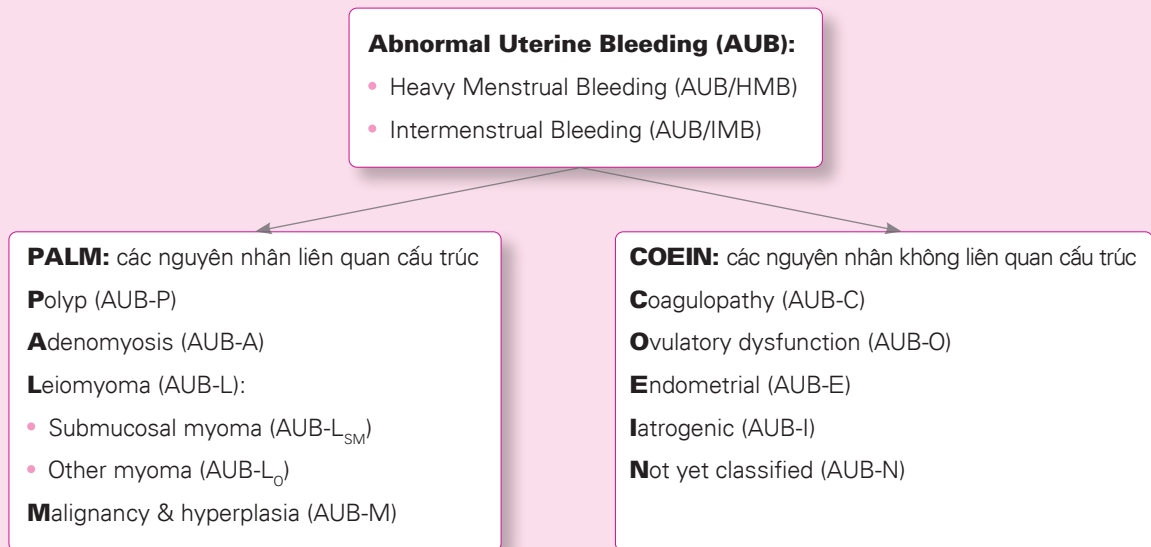 Abnormal Uterine Bleeding (AUB):
• Heavy Menstrual Bleeding (AUB/HMB)
• Intermenstrual Bleeding (AUB/IMB)
PALM: các nguyên nhân liên quan cấu trúc
Polyp (AUB-P)
Adenomyosis (AUB-A)
Leiomyoma (AUB-L):
• Submucosal myoma (AUB-L_SM)
• Other myoma (AUB-L_O)
Malignancy & hyperplasia (AUB-M)
COEIN: các nguyên nhân không liên quan cấu trúc
Coagulopathy (AUB-C)
Ovulatory dysfunction (AUB-O)
Endometrial (AUB-E)
Iatrogenic (AUB-I)
Not yet classified (AUB-N)